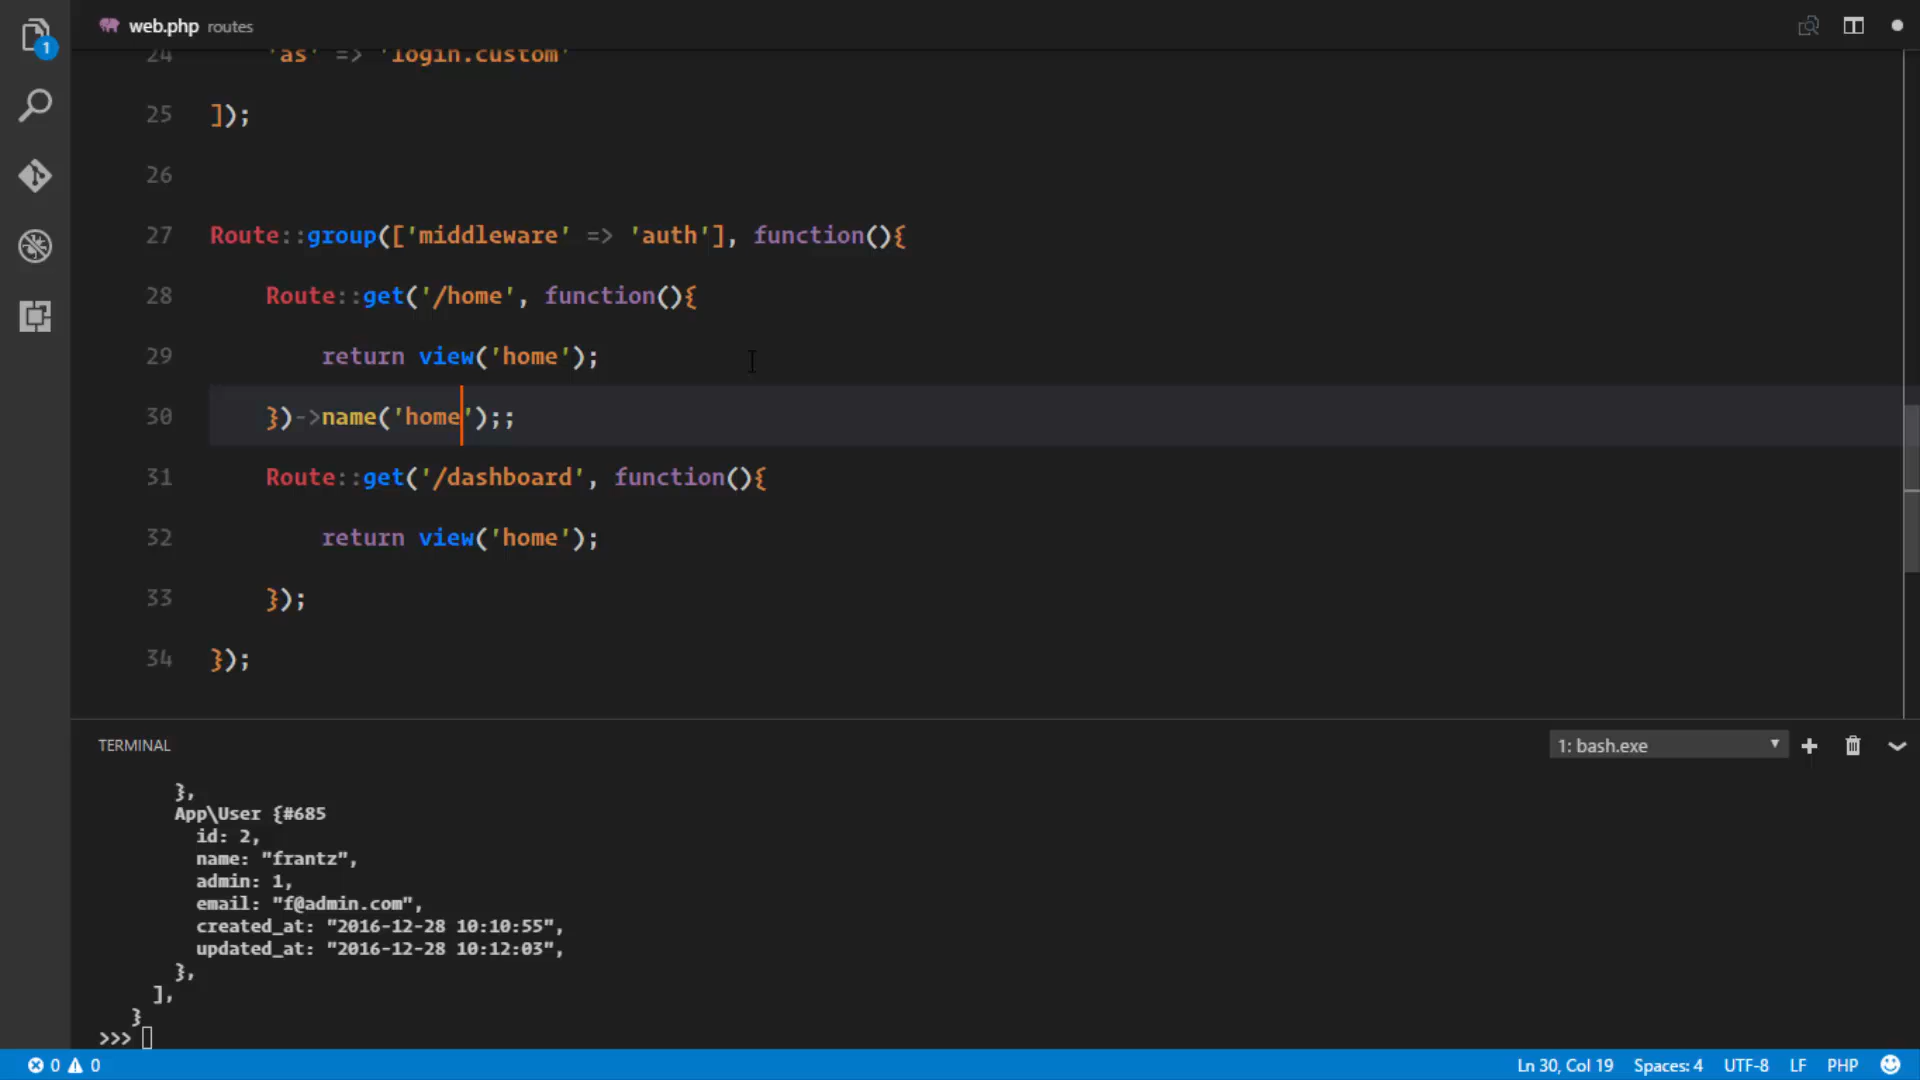 1
web.php routes
24 'as' => 'login.custom'
25 ]);
26
27 Route::group(['middleware' => 'auth'], function(){
28 Route::get('/home', function(){
29 return view('home');
30 })->name('home');;
31 Route::get('/dashboard', function(){
32 return view('home');
33 });
34 });
TERMINAL
1: bash.exe
},
App\User {#685
id: 2,
name: "frantz",
admin: 1,
email: "f@admin.com",
created_at: "2016-12-28 10:10:55",
updated_at: "2016-12-28 10:12:03",
},
],
}
>>>
0 0
Ln 30, Col 19 Spaces: 4 UTF-8 LF PHP